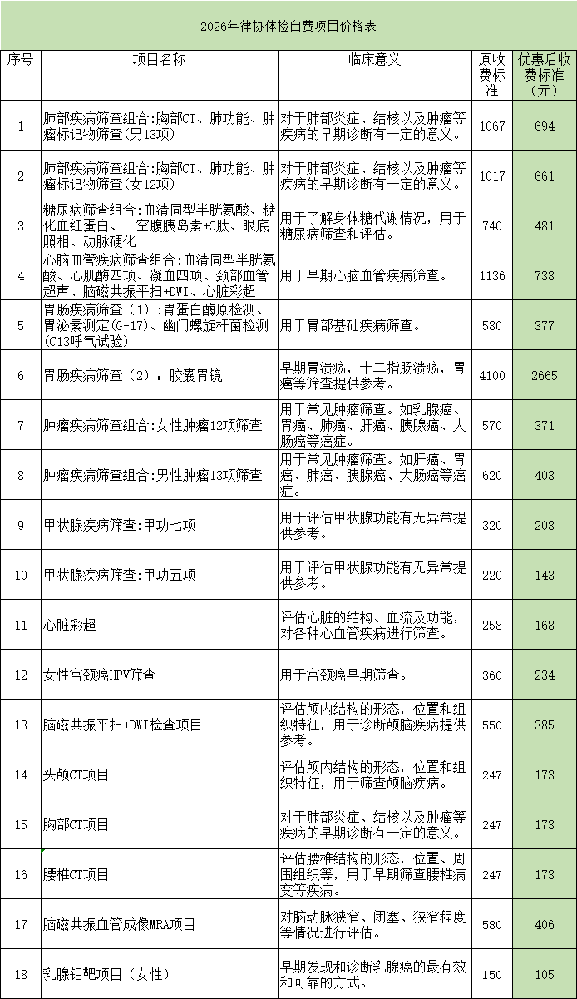 2026年律协体检自费项目价格表
序号 项目名称 临床意义 原收费标准 优惠后收费标准（元）
1 肺部疾病筛查组合:胸部CT、肺功能、肿瘤标记物筛查(男13项) 对于肺部炎症、结核以及肿瘤等疾病的早期诊断有一定的意义。 1067 694
2 肺部疾病筛查组合:胸部CT、肺功能、肿瘤标记物筛查(女12项) 对于肺部炎症、结核以及肿瘤等疾病的早期诊断有一定的意义。 1017 661
3 糖尿病筛查组合:血清同型半胱氨酸、糖化血红蛋白、 空腹胰岛素+C肽、眼底照相、动脉硬化 用于了解身体糖代谢情况，用于糖尿病筛查和评估。 740 481
4 心脑血管疾病筛查组合:血清同型半胱氨酸、心肌酶四项、凝血四项、颈部血管超声、脑磁共振平扫+DWI、心脏彩超 用于早期心脑血管疾病筛查。 1136 738
5 胃肠疾病筛查（1）:胃蛋白酶原检测、胃泌素测定(G-17)、幽门螺旋杆菌检测(C13呼气试验) 用于胃部基础疾病筛查。 580 377
6 胃肠疾病筛查（2）：胶囊胃镜 早期胃溃疡，十二指肠溃疡，胃癌等筛查提供参考。 4100 2665
7 肿瘤疾病筛查组合:女性肿瘤12项筛查 用于常见肿瘤筛查。如乳腺癌、胃癌、肺癌、肝癌、胰腺癌、大肠癌等癌症。 570 371
8 肿瘤疾病筛查组合:男性肿瘤13项筛查 用于常见肿瘤筛查。如肝癌、胃癌、肺癌、胰腺癌、大肠癌等癌症。 620 403
9 甲状腺疾病筛查:甲功七项 用于评估甲状腺功能有无异常提供参考。 320 208
10 甲状腺疾病筛查:甲功五项 用于评估甲状腺功能有无异常提供参考。 220 143
11 心脏彩超 评估心脏的结构、血流及功能，对各种心血管疾病进行筛查。 258 168
12 女性宫颈癌HPV筛查 用于宫颈癌早期筛查。 360 234
13 脑磁共振平扫+DWI检查项目 评估颅内结构的形态，位置和组织特征，用于诊断颅脑疾病提供参考。 550 385
14 头颅CT项目 评估颅内结构的形态，位置和组织特征，用于筛查颅脑疾病。 247 173
15 胸部CT项目 对于肺部炎症、结核以及肿瘤等疾病的早期诊断有一定的意义。 247 173
16 腰椎CT项目 评估腰椎结构的形态，位置、周围组织等，用于早期筛查腰椎病变等疾病。 247 173
17 脑磁共振血管成像MRA项目 对脑动脉狭窄、闭塞、狭窄程度等情况进行评估。 580 406
18 乳腺钼靶项目（女性） 早期发现和诊断乳腺癌的最有效和可靠的方式。 150 105